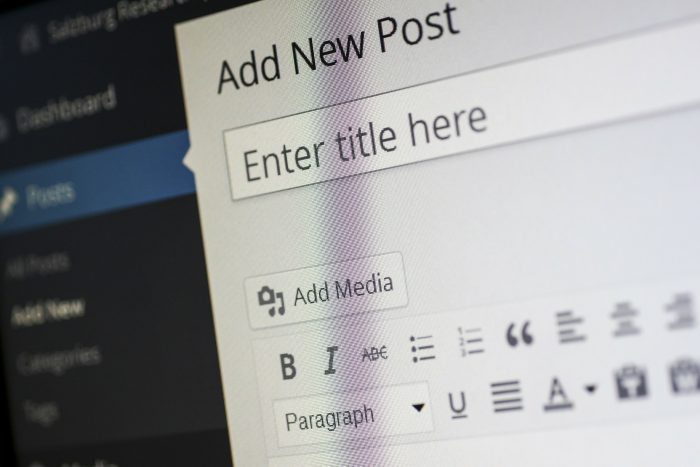 Salzburg Research
Dashboard
Posts
All Posts
Add New
Categories
Tags
Add New Post
Enter title here
Add Media
B I ABC
Paragraph U A